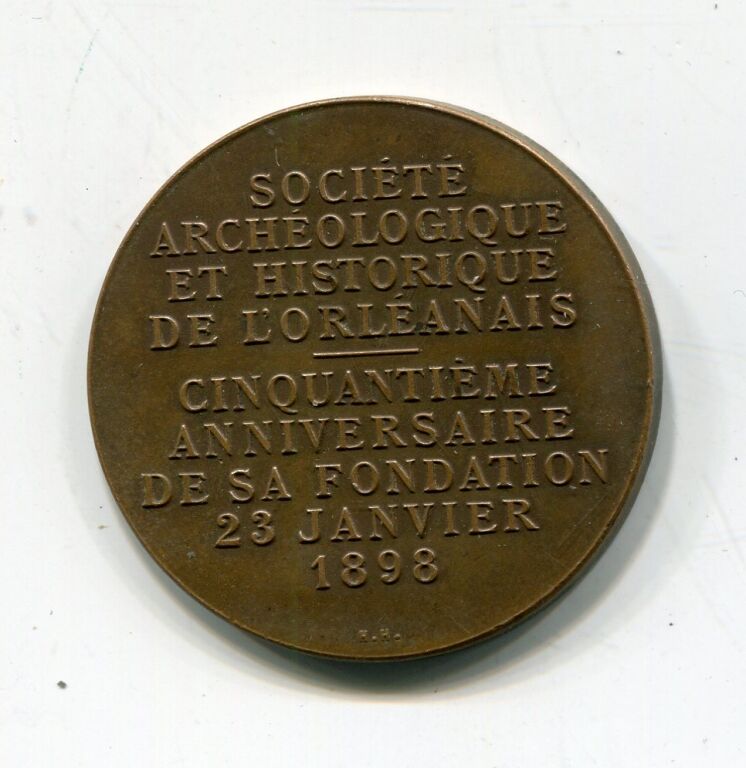 SOCIÉTÉ
ARCHÉOLOGIQUE
ET HISTORIQUE
DE L'ORLÉANAIS
CINQUANTIÈME
ANNIVERSAIRE
DE SA FONDATION
23 JANVIER
1898
H.H.